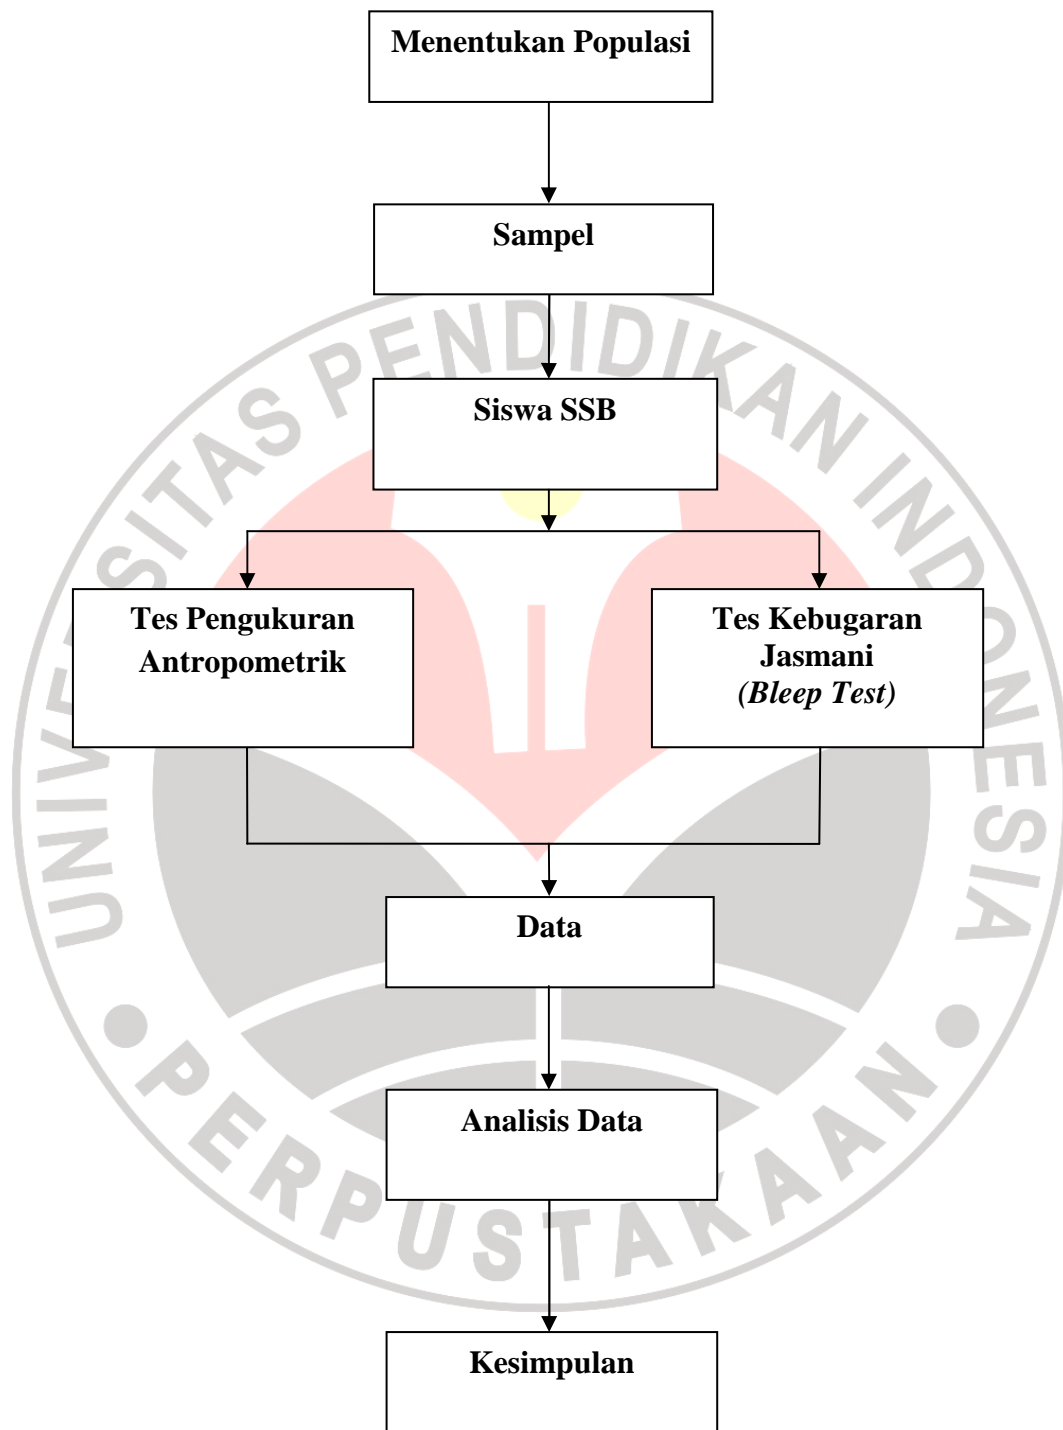 Menentukan Populasi
Sampel
Siswa SSB
Tes Pengukuran
Antropometrik
Tes Kebugaran
Jasmani
(Bleep Test)
Data
Analisis Data
Kesimpulan
UNIVERSITAS PENDIDIKAN INDONESIA
PERPUSTAKAAN